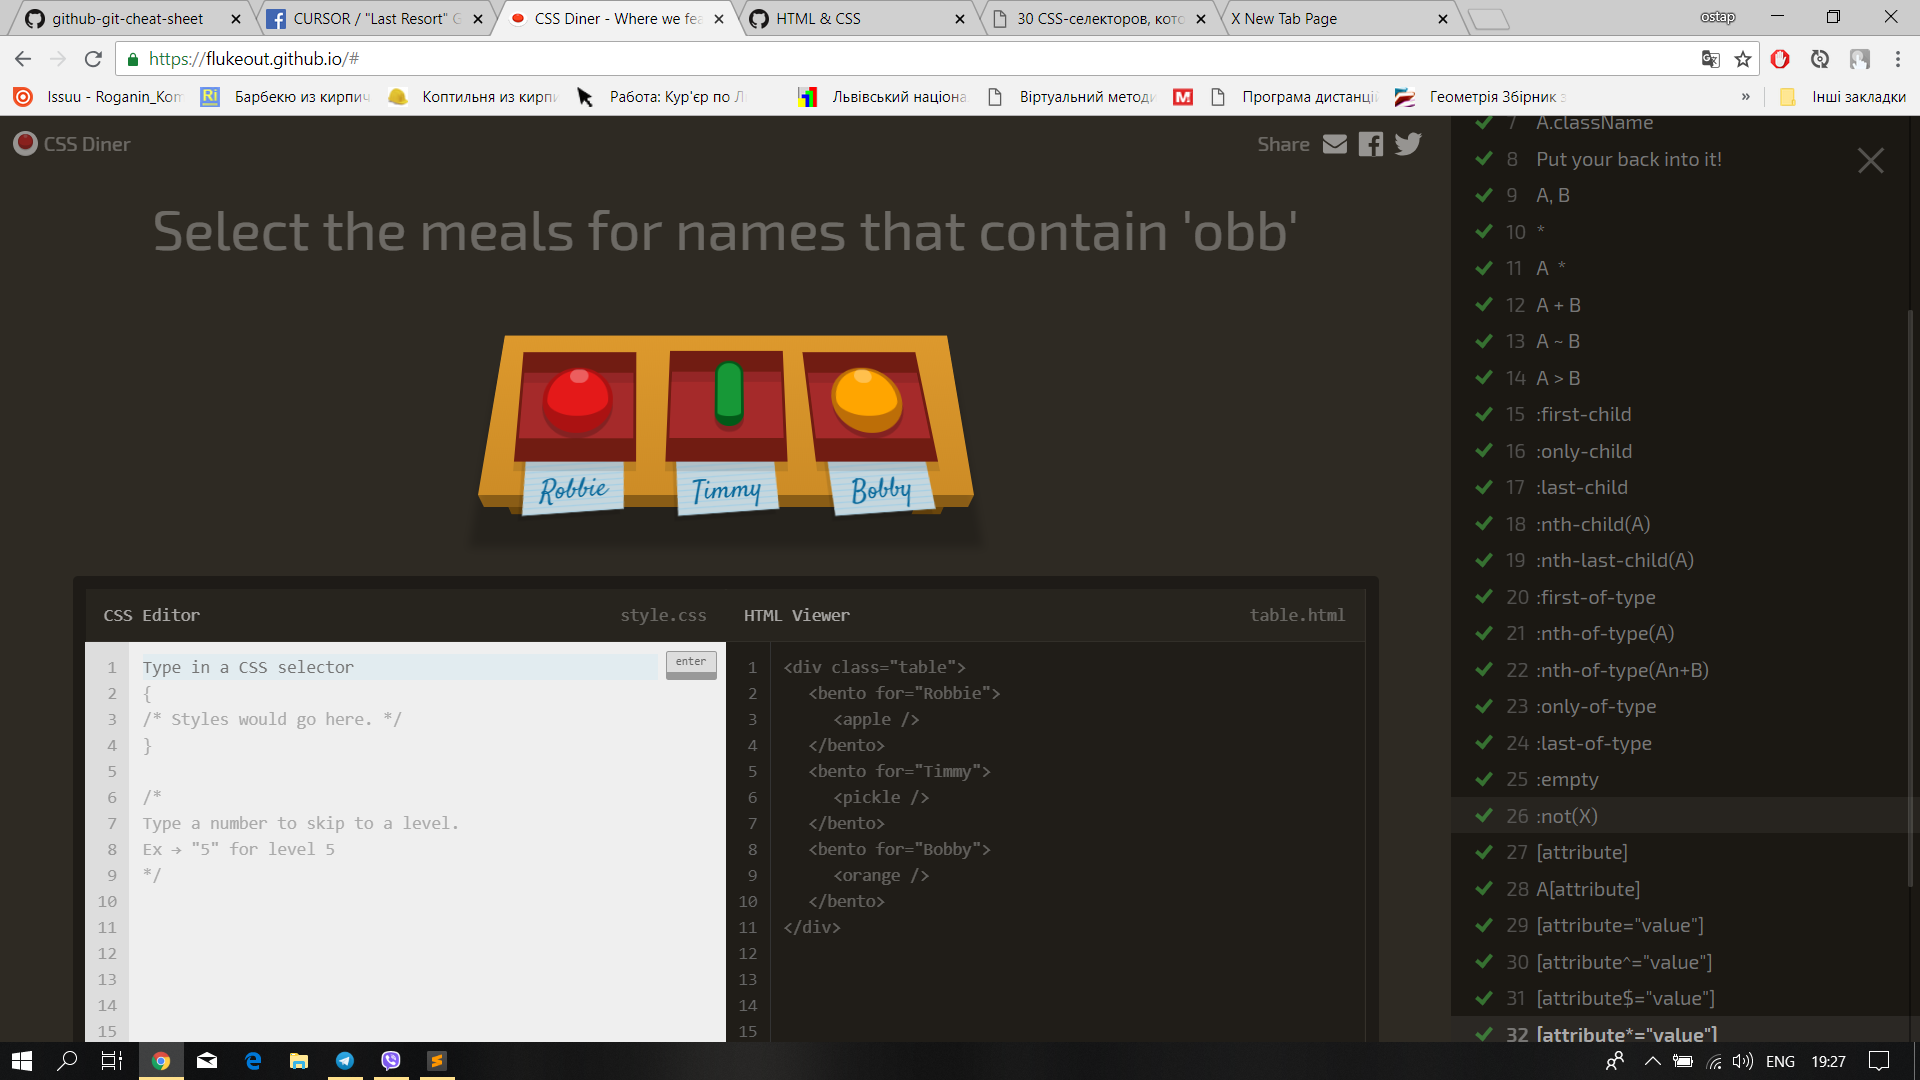 github-git-cheat-sheet
CURSOR / "Last Resort" G
CSS Diner - Where we fea
HTML & CSS
30 CSS-селекторов, кото
X New Tab Page
ostap
https://flukeout.github.io/#
Issuu - Roganin_Kom
Барбекю из кирпич
Коптильня из кирпи
Работа: Кур'єр по Л
Львівський націона
Віртуальний методи
Програма дистанцій
Геометрія Збірник з
»
Інші закладки
CSS Diner
Share
Select the meals for names that contain 'obb'
Robbie
Timmy
Bobby
CSS Editor
style.css
1 Type in a CSS selector
enter
2 {
3 /* Styles would go here. */
4 }
5
6 /*
7 Type a number to skip to a level.
8 Ex → "5" for level 5
9 */
10
11
12
13
14
15
HTML Viewer
table.html
1 <div class="table">
2 <bento for="Robbie">
3 <apple />
4 </bento>
5 <bento for="Timmy">
6 <pickle />
7 </bento>
8 <bento for="Bobby">
9 <orange />
10 </bento>
11 </div>
12
13
14
15
7 A.className
8 Put your back into it!
9 A, B
10 *
11 A *
12 A + B
13 A ~ B
14 A > B
15 :first-child
16 :only-child
17 :last-child
18 :nth-child(A)
19 :nth-last-child(A)
20 :first-of-type
21 :nth-of-type(A)
22 :nth-of-type(An+B)
23 :only-of-type
24 :last-of-type
25 :empty
26 :not(X)
27 [attribute]
28 A[attribute]
29 [attribute="value"]
30 [attribute^="value"]
31 [attribute$="value"]
32 [attribute*="value"]
ENG
19:27